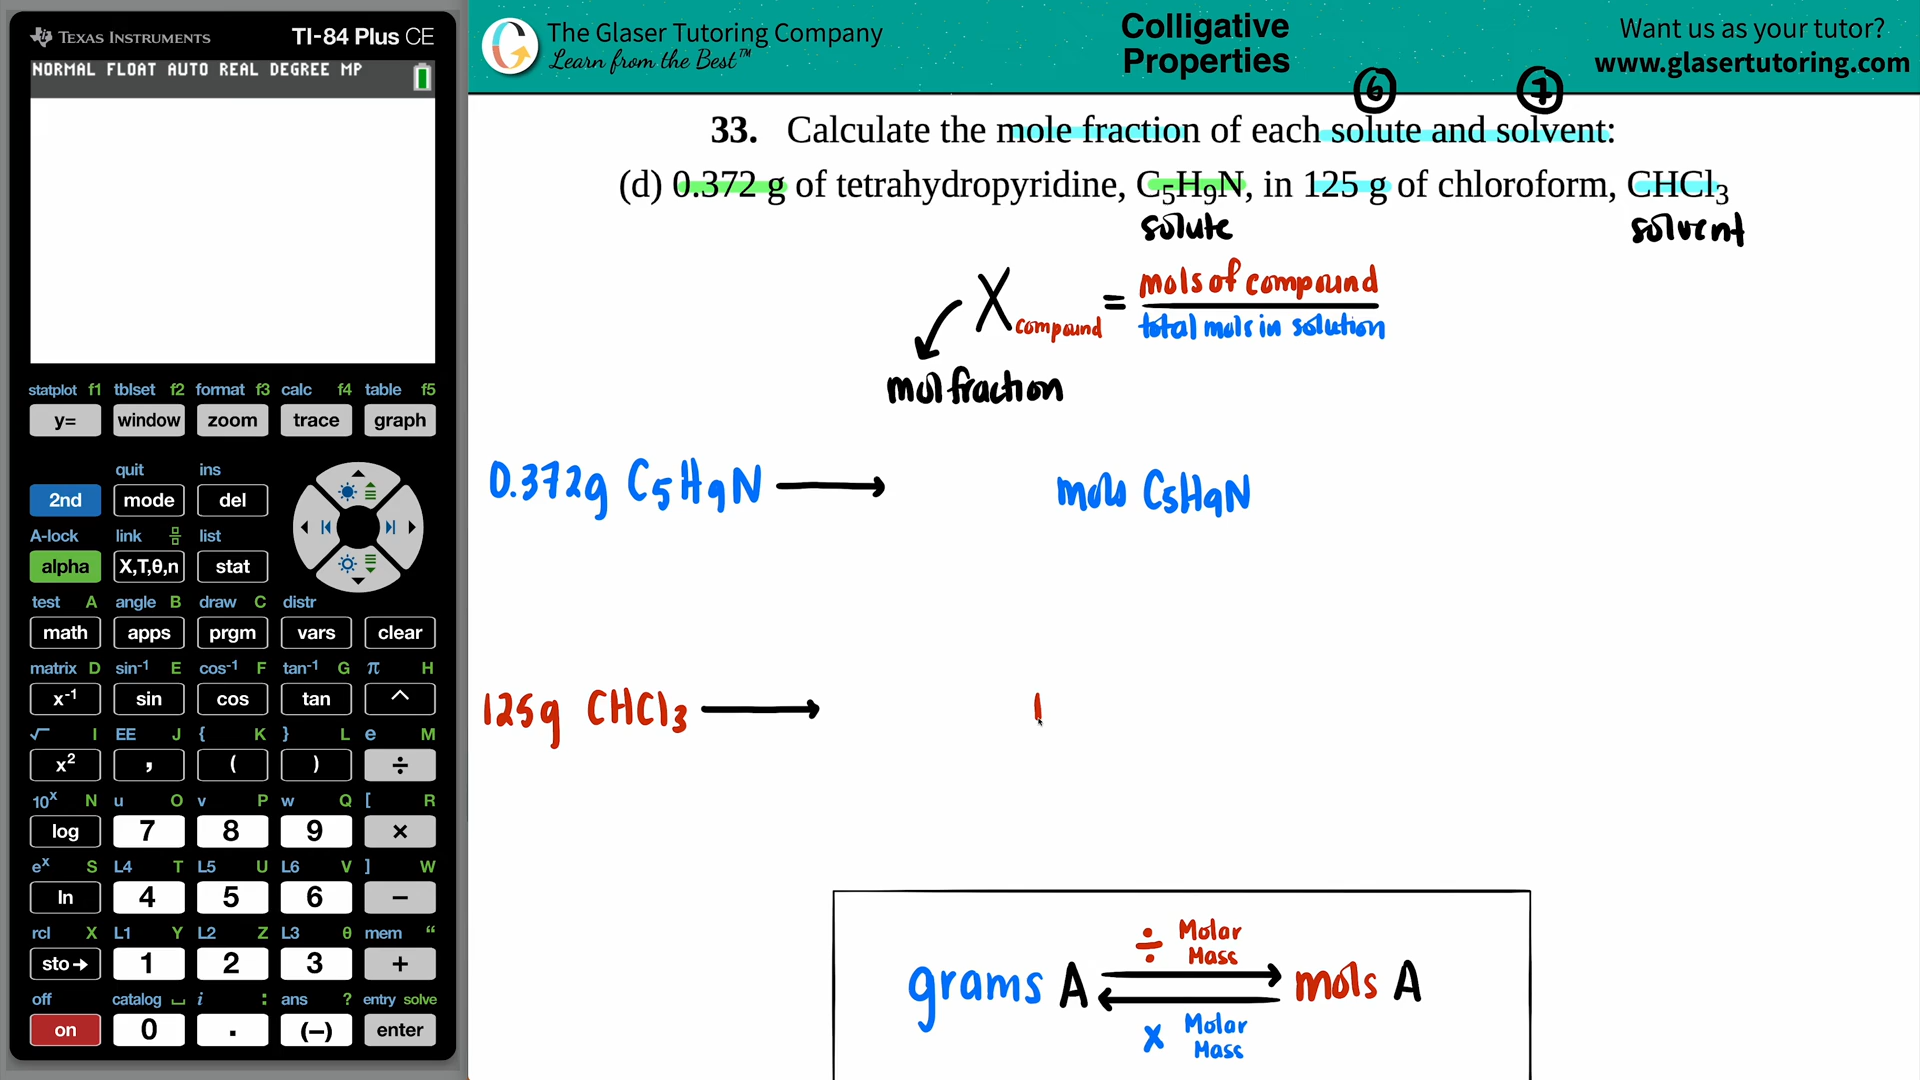 TEXAS INSTRUMENTS TI-84 Plus CE
NORMAL FLOAT AUTO REAL DEGREE MP
statplot f1 tblset f2 format f3 calc f4 table f5
y= window zoom trace graph
quit ins
2nd mode del
A-lock link list
alpha X,T,θ,n stat
test A angle B draw C distr
math apps prgm vars clear
matrix D sin⁻¹ E cos⁻¹ F tan⁻¹ G π H
x⁻¹ sin cos tan ^
√ I EE J { K } L e M
x² , ( ) ÷
10ˣ N u O v P w Q [ R
log 7 8 9 ×
eˣ S L4 T L5 U L6 V ] W
ln 4 5 6 −
rcl X L1 Y L2 Z L3 θ mem “
sto→ 1 2 3 +
off catalog ⎵ i : ans ? entry solve
on 0 . (–) enter
The Glaser Tutoring Company
Learn from the Best™
Colligative
Properties
Want us as your tutor?
www.glasertutoring.com
6 7
33. Calculate the mole fraction of each solute and solvent:
(d) 0.372 g of tetrahydropyridine, C₅H₉N, in 125 g of chloroform, CHCl₃
solute solvent
X compound = mols of compound
total mols in solution
mol fraction
0.372g C₅H₉N → mols C₅H₉N
125g CHCl₃ →
÷ Molar
Mass
grams A mols A
x Molar
Mass